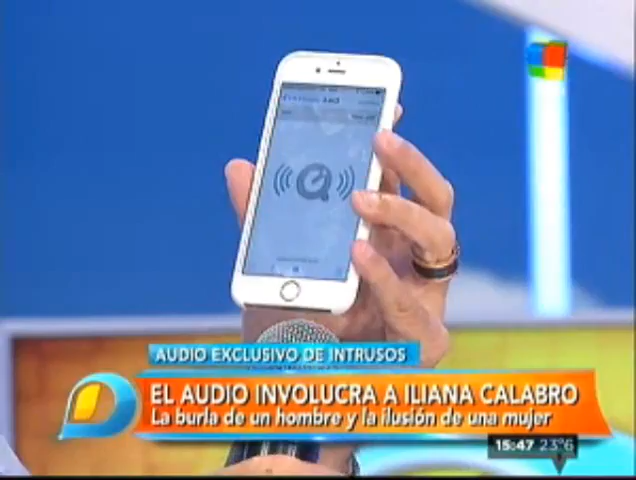 AUDIO EXCLUSIVO DE INTRUSOS
EL AUDIO INVOLUCRA A ILIANA CALABRO
La burla de un hombre y la ilusión de una mujer
15:47 23°6